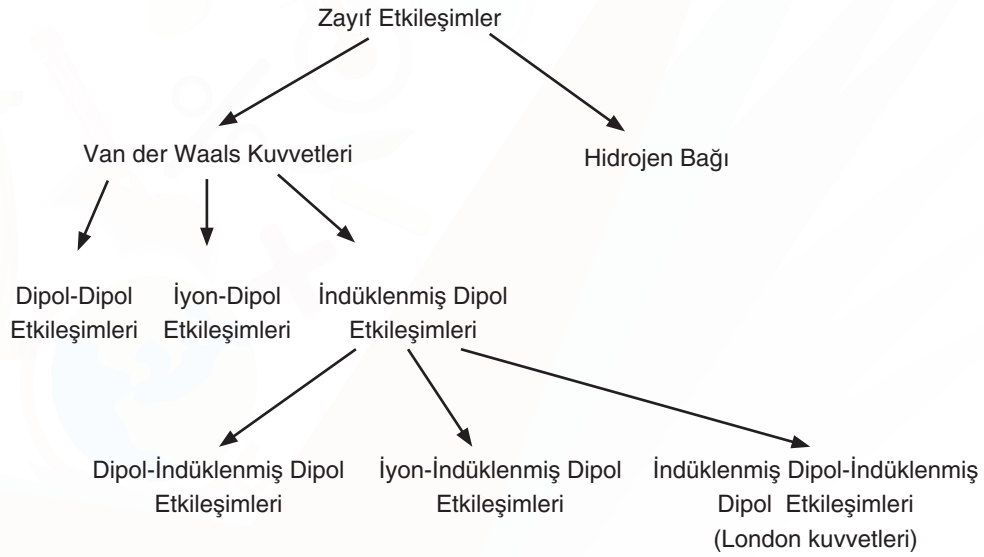 Zayıf Etkileşimler
Van der Waals Kuvvetleri
Hidrojen Bağı
Dipol-Dipol
Etkileşimleri
İyon-Dipol
Etkileşimleri
İndüklenmiş Dipol
Etkileşimleri
Dipol-İndüklenmiş Dipol
Etkileşimleri
İyon-İndüklenmiş Dipol
Etkileşimleri
İndüklenmiş Dipol-İndüklenmiş
Dipol Etkileşimleri
(London kuvvetleri)